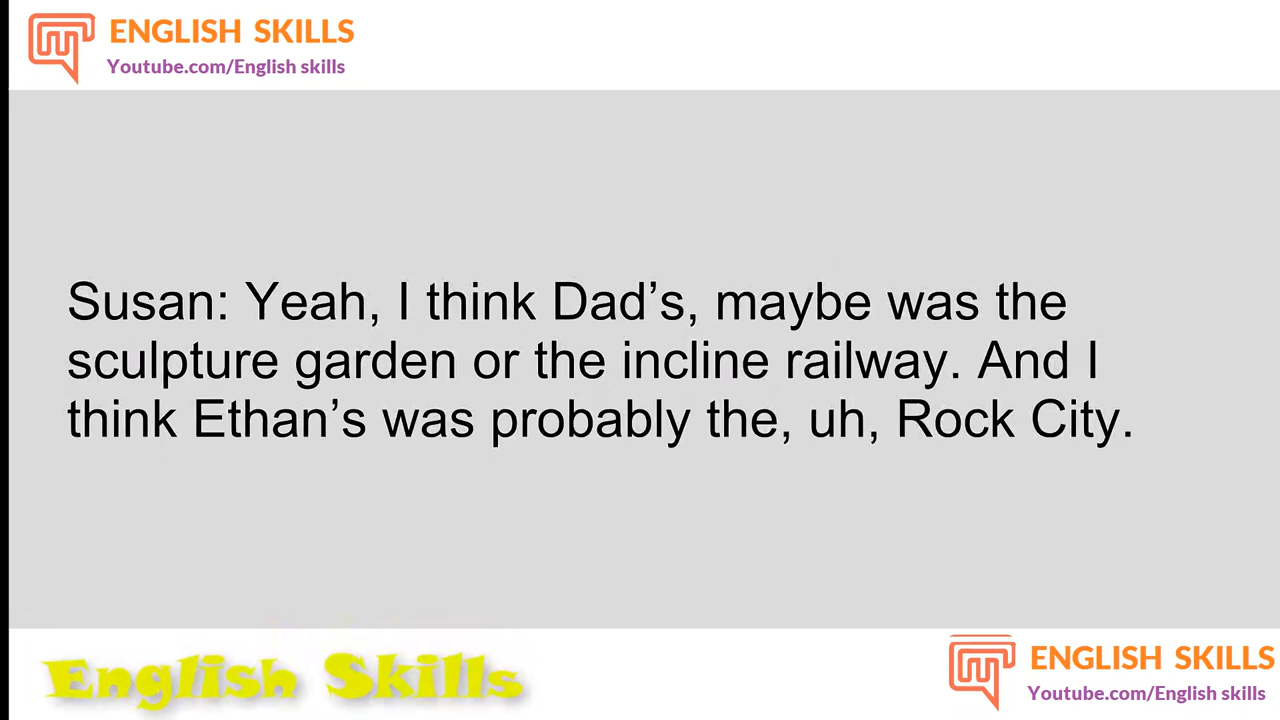 ENGLISH SKILLS
Youtube.com/English skills
Susan: Yeah, I think Dad’s, maybe was the
sculpture garden or the incline railway. And I
think Ethan’s was probably the, uh, Rock City.
English Skills
ENGLISH SKILLS
Youtube.com/English skills